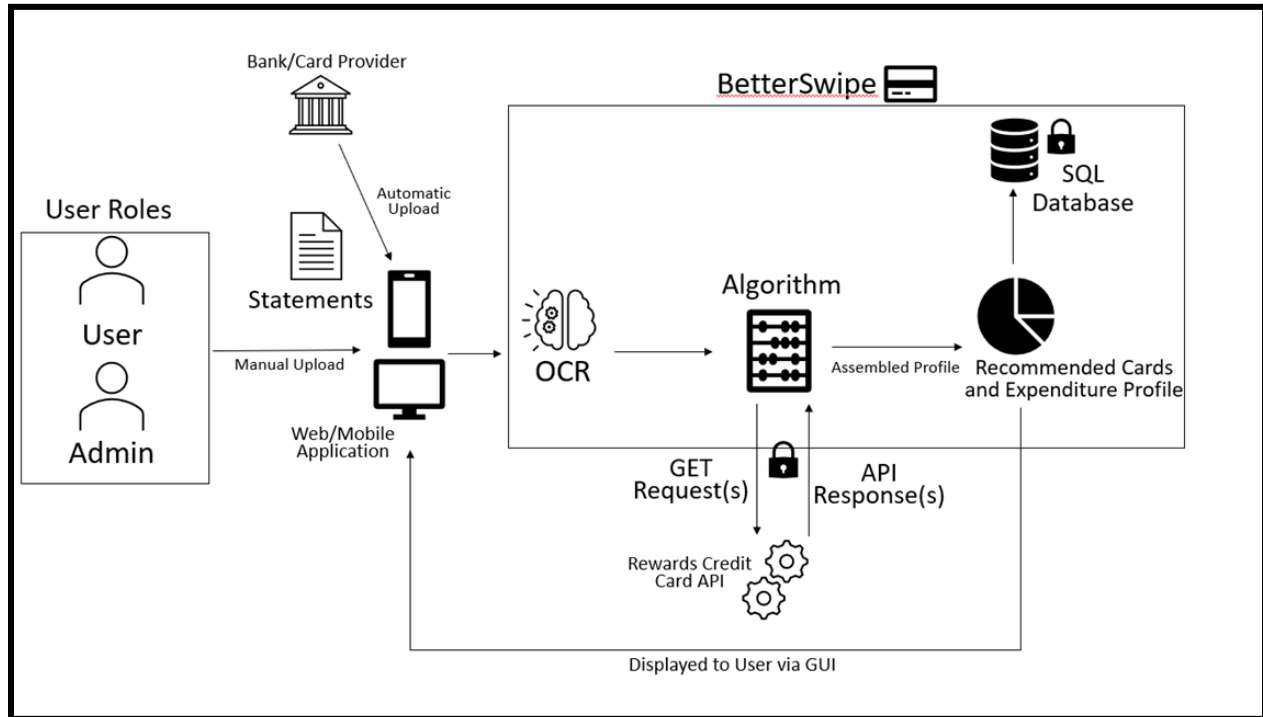 Bank/Card Provider
BetterSwipe
Automatic
Upload
SQL
Database
User Roles
Statements
User
Manual Upload
Admin
Web/Mobile
Application
OCR
Algorithm
Assembled Profile
Recommended Cards
and Expenditure Profile
GET
Request(s)
API
Response(s)
Rewards Credit
Card API
Displayed to User via GUI